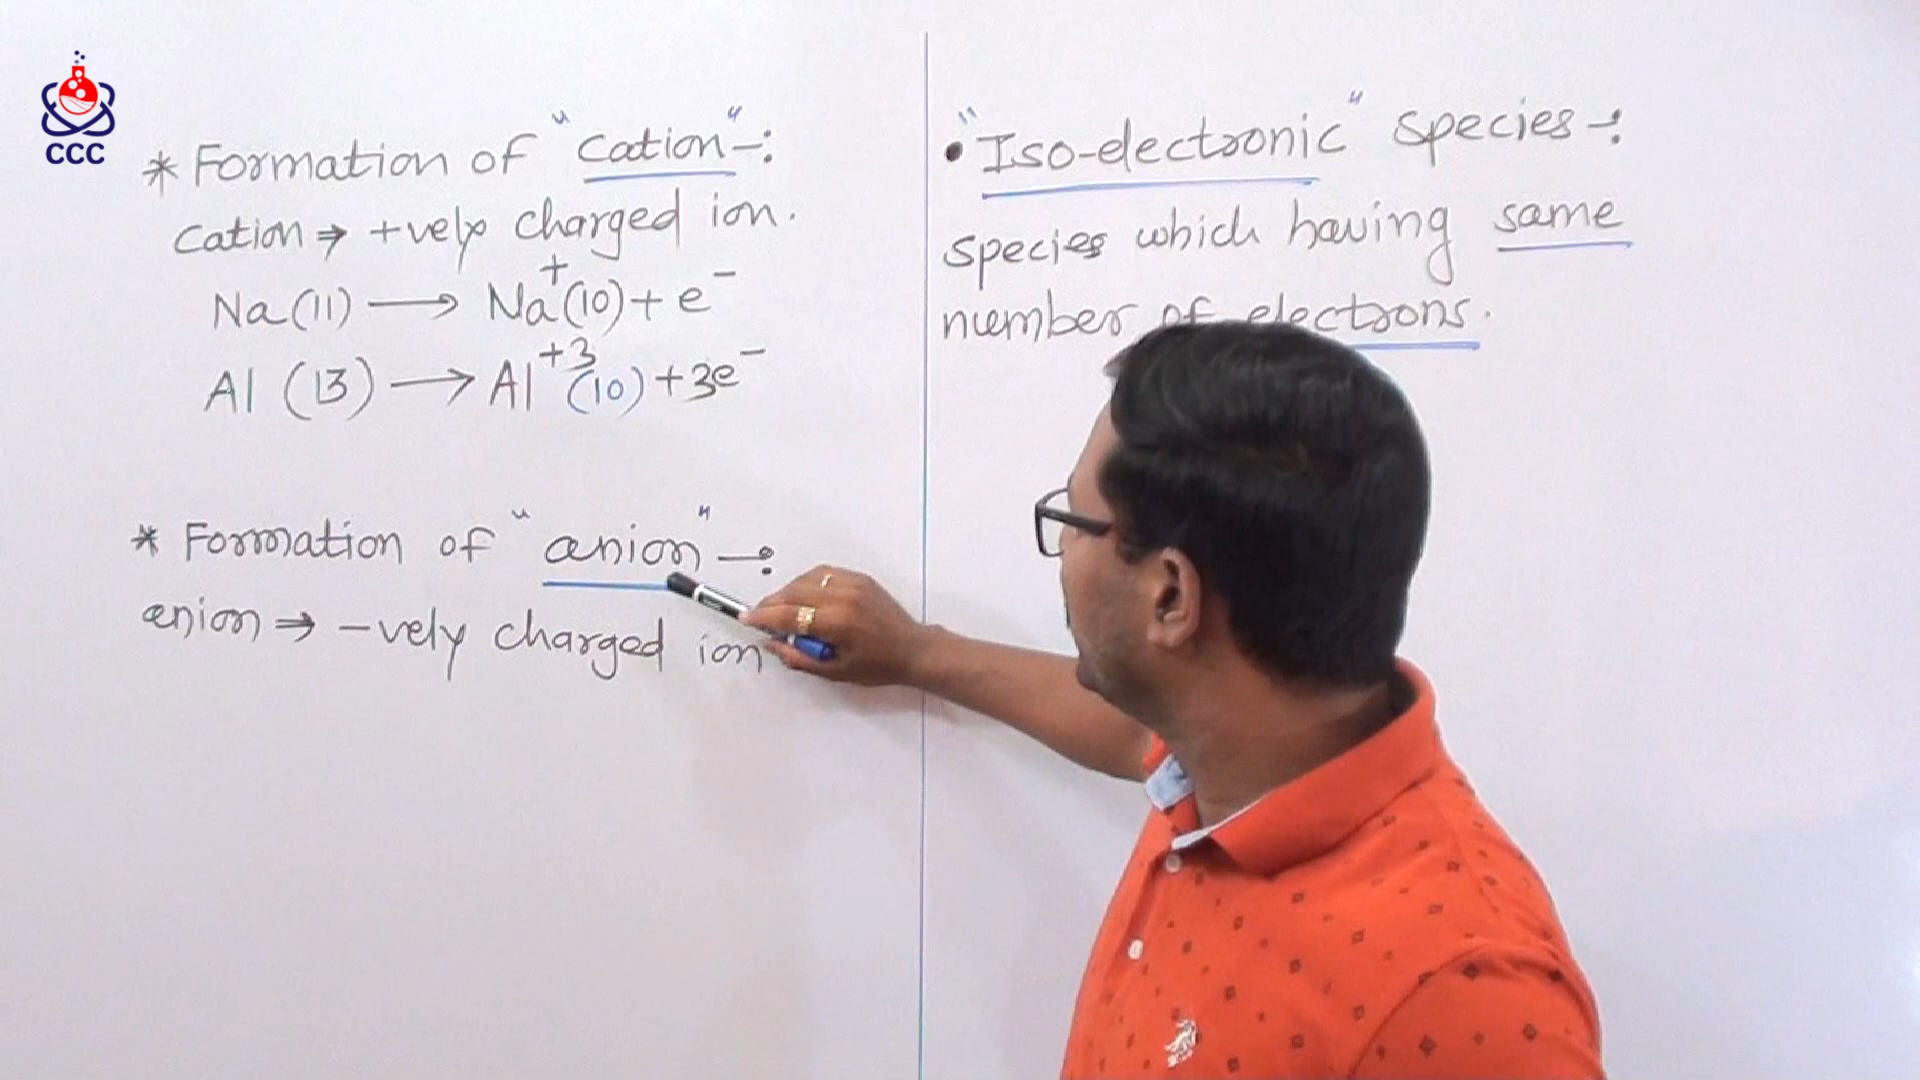 CCC
* Formation of "cation" -:
Cation ⇒ +vely charged ion.
Na (11) ⟶ Na⁺(10) + e⁻
Al (13) ⟶ Al⁺³(10) + 3e⁻
* Formation of "anion" -:
anion ⇒ -vely charged ion
• "Iso-electronic" species -:
species which having same
number of electrons.